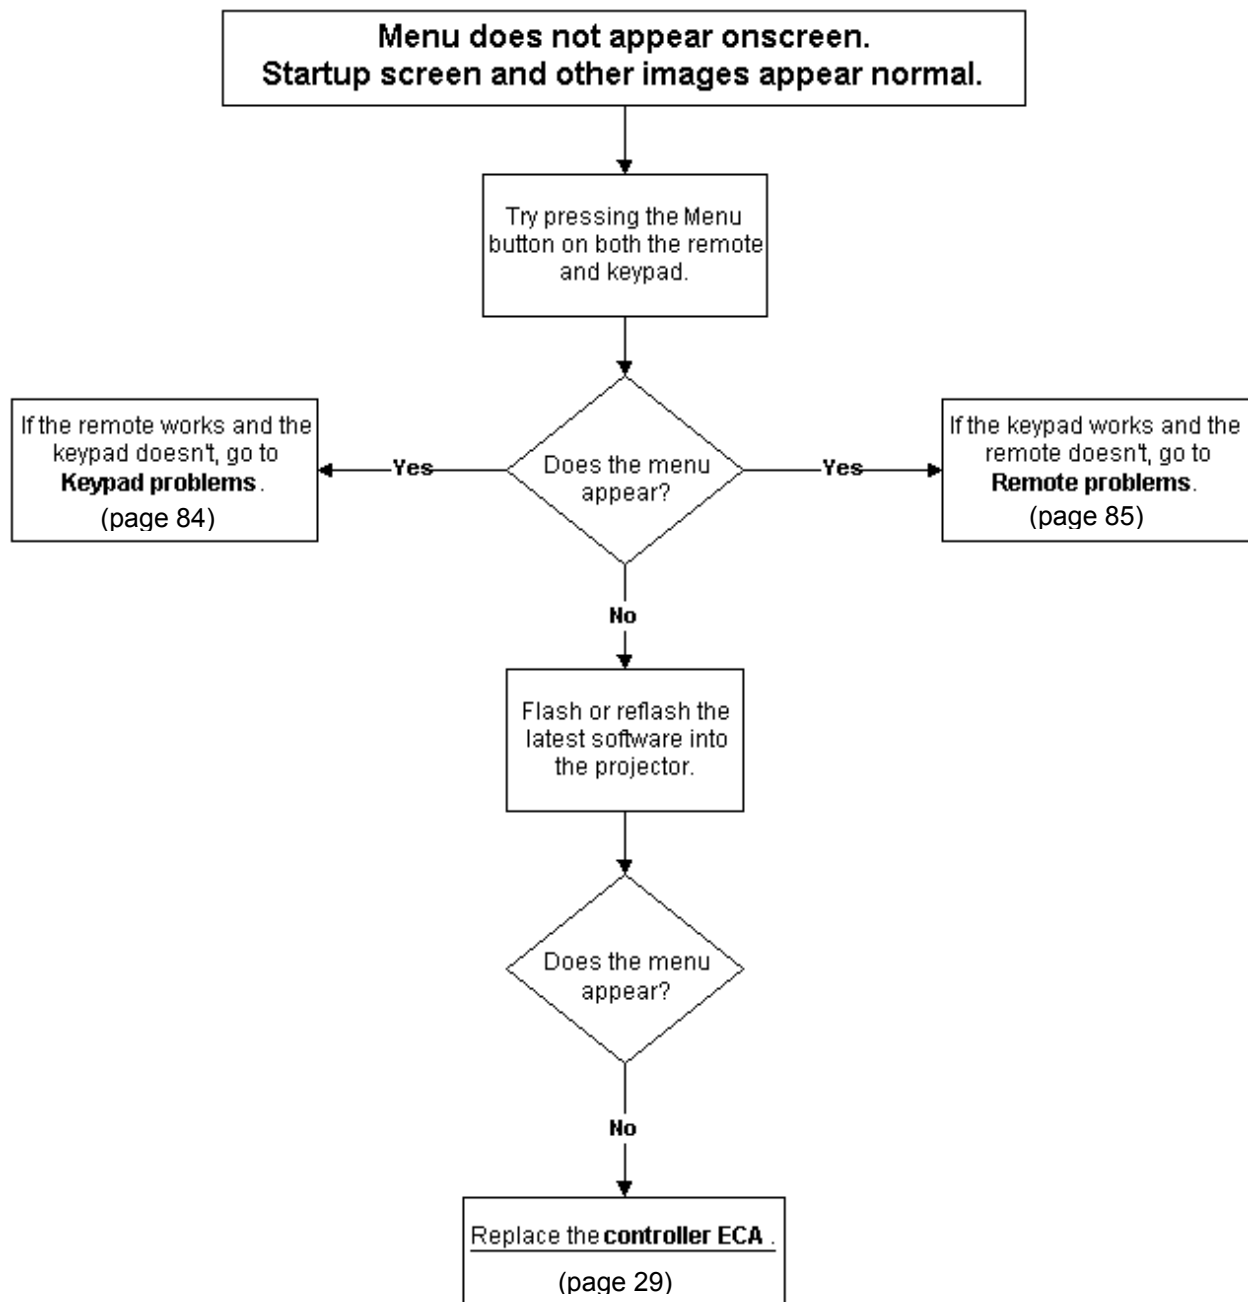 Menu does not appear onscreen.
Startup screen and other images appear normal.
Try pressing the Menu
button on both the remote
and keypad.
If the remote works and the
keypad doesn't, go to
Keypad problems.
(page 84)
Yes
Does the menu
appear?
Yes
If the keypad works and the
remote doesn't, go to
Remote problems.
(page 85)
No
Flash or reflash the
latest software into
the projector.
Does the menu
appear?
No
Replace the controller ECA.
(page 29)